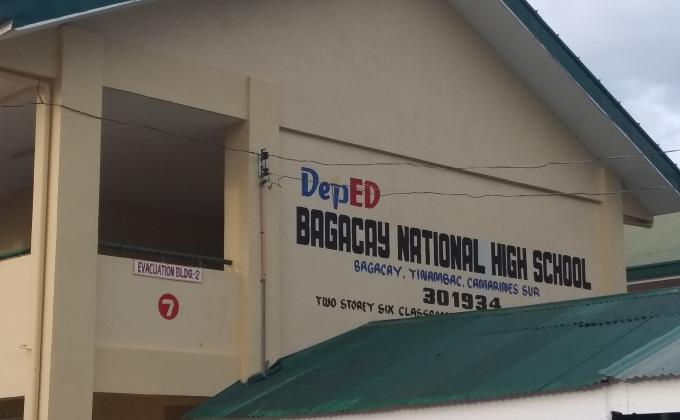 DepED
BAGACAY NATIONAL HIGH SCHOOL
BAGACAY, TINAMBAC, CAMARINES SUR
301934
TWO STOREY SIX
EVACUATION BLDG-2
7